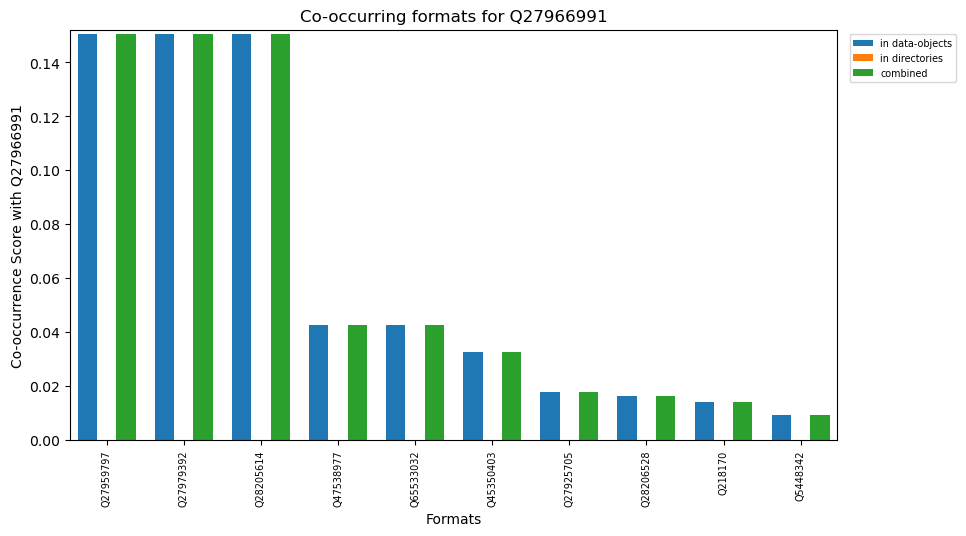 Co-occurring formats for Q27966991
in data-objects
in directories
combined
Co-occurrence Score with Q27966991
0.14
0.12
0.10
0.08
0.06
0.04
0.02
0.00
Q27959797
Q27979392
Q28205614
Q47538977
Q65533032
Q45350403
Q27925705
Q28206528
Q218170
Q5448342
Formats